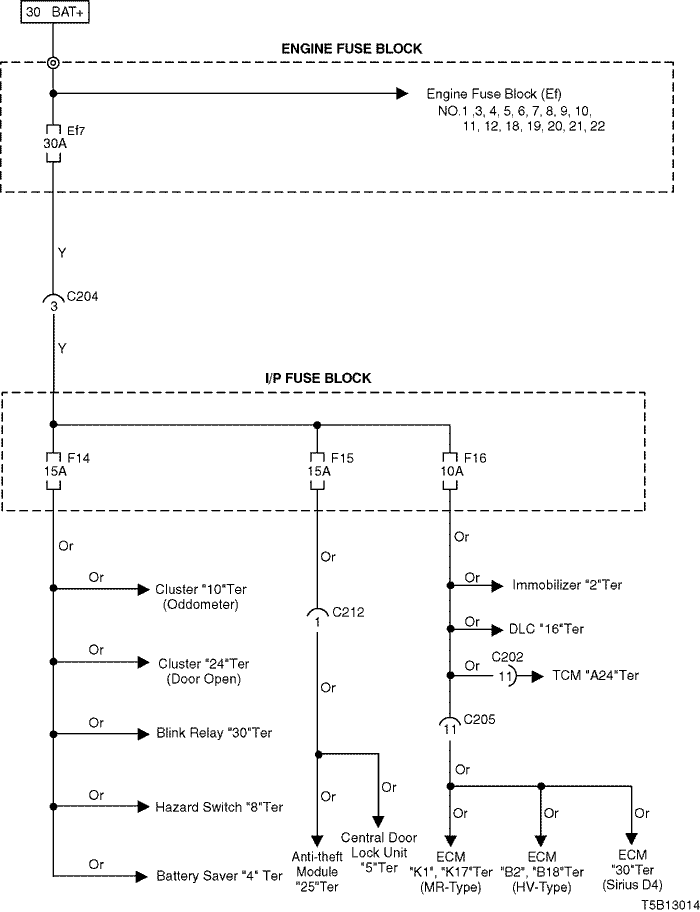 30 BAT+
ENGINE FUSE BLOCK
Engine Fuse Block (Ef)
NO.1 ,3, 4, 5, 6, 7, 8, 9, 10,
11, 12, 18, 19, 20, 21, 22
Ef7
30A
Y
C204
3
Y
I/P FUSE BLOCK
F14
15A
F15
15A
F16
10A
Or
Or
Or
Or
Cluster "10"Ter
(Oddometer)
Or
Cluster "24"Ter
(Door Open)
Or
Blink Relay "30"Ter
Or
Hazard Switch "8"Ter
Or
Battery Saver "4" Ter
C212
1
Or
Or
Or
Anti-theft
Module
"25"Ter
Central Door
Lock Unit
"5"Ter
Or
Immobilizer "2"Ter
Or
DLC "16"Ter
Or
C202
11
TCM "A24"Ter
C205
11
Or
Or
Or
Or
ECM
"K1", "K17"Ter
(MR-Type)
ECM
"B2", "B18"Ter
(HV-Type)
ECM
"30"Ter
(Sirius D4)
T5B13014